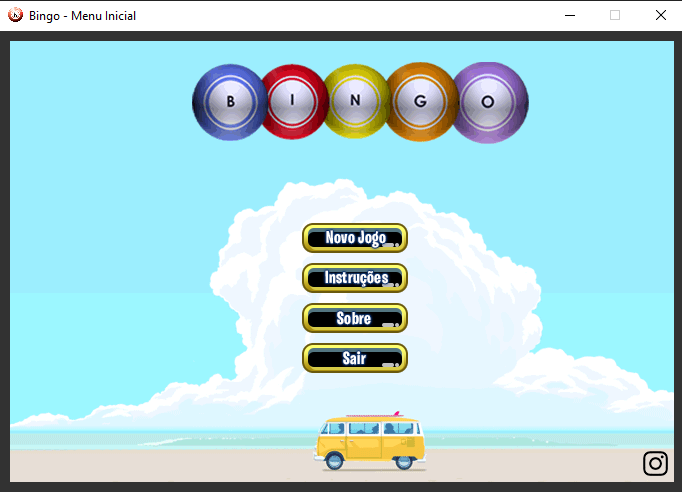 Bingo - Menu Inicial
B I N G O
Novo Jogo
Instruções
Sobre
Sair